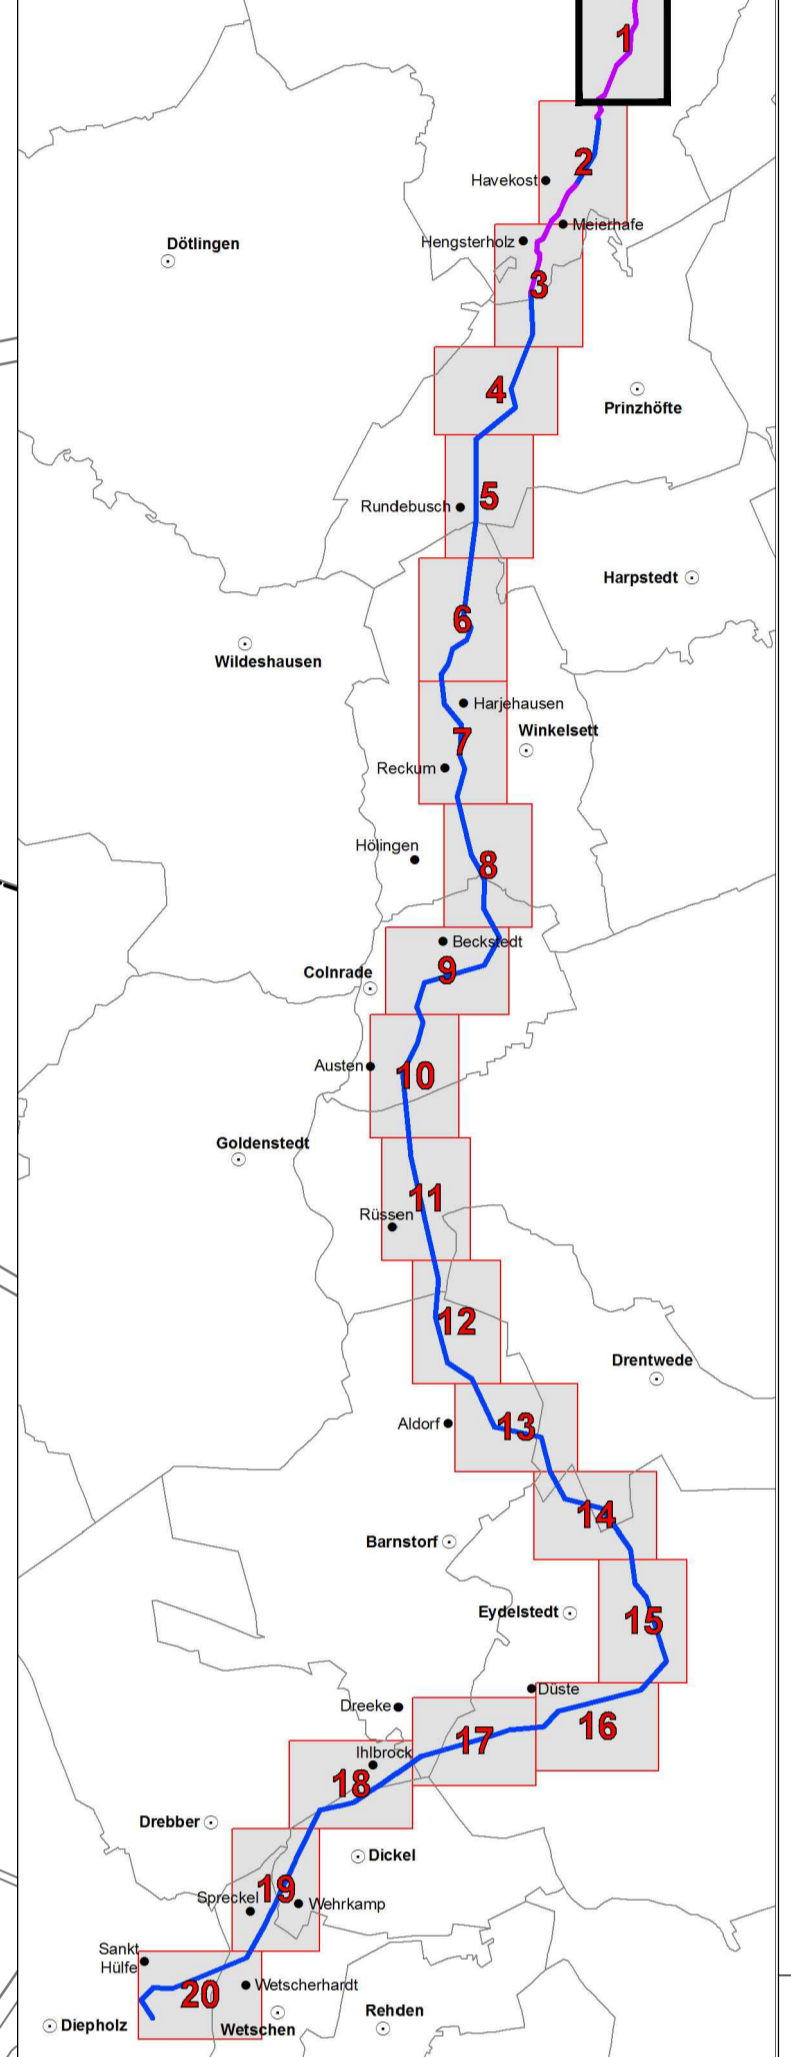 1
2
Havekost
Meierhafe
Dötlingen
Hengsterholz
3
4
Prinzhöfte
5
Rundebusch
Harpstedt
6
Wildeshausen
Harjehausen
Winkelsett
7
Reckum
Hölingen
8
Beckstedt
9
Colnrade
Austen
10
Goldenstedt
11
Rüssen
12
Drentwede
Aldorf
13
14
Barnstorf
Eydelstedt
15
Düste
Dreeke
16
17
Ihlbrock
18
Drebber
Dickel
19
Spreckel
Wehrkamp
Sankt
Hülfe
Wetscherhardt
20
Rehden
Diepholz
Wetschen